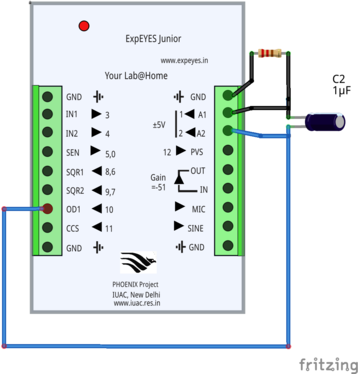 ExpEYES Junior
www.expeyes.in
Your Lab@Home
C2
1µF
GND
IN1 3
IN2 4
SEN 5,0
SQR1 8,6
SQR2 9,7
OD1 10
CCS 11
GND
GND
1 A1
±5V
2 A2
12 PVS
Gain
=-51
OUT
IN
MIC
SINE
GND
PHOENIX Project
IUAC, New Delhi
www.iuac.res.in
fritzing